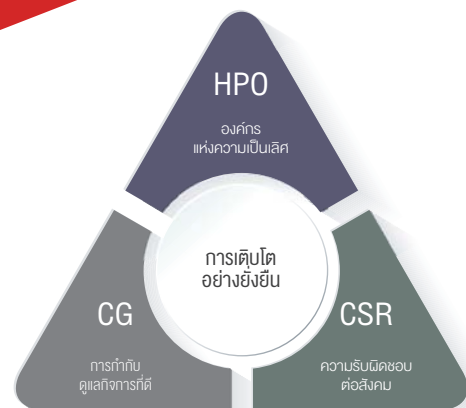 HPO
องค์กร
แห่งความเป็นเลิศ
การเติบโต
อย่างยั่งยืน
CG
การกำกับ
ดูแลกิจการที่ดี
CSR
ความรับผิดชอบ
ต่อสังคม